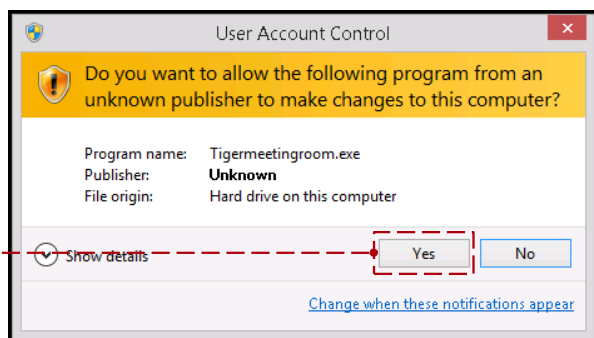 User Account Control
Do you want to allow the following program from an
unknown publisher to make changes to this computer?
Program name: Tigermeetingroom.exe
Publisher: Unknown
File origin: Hard drive on this computer
Show details Yes No
Change when these notifications appear